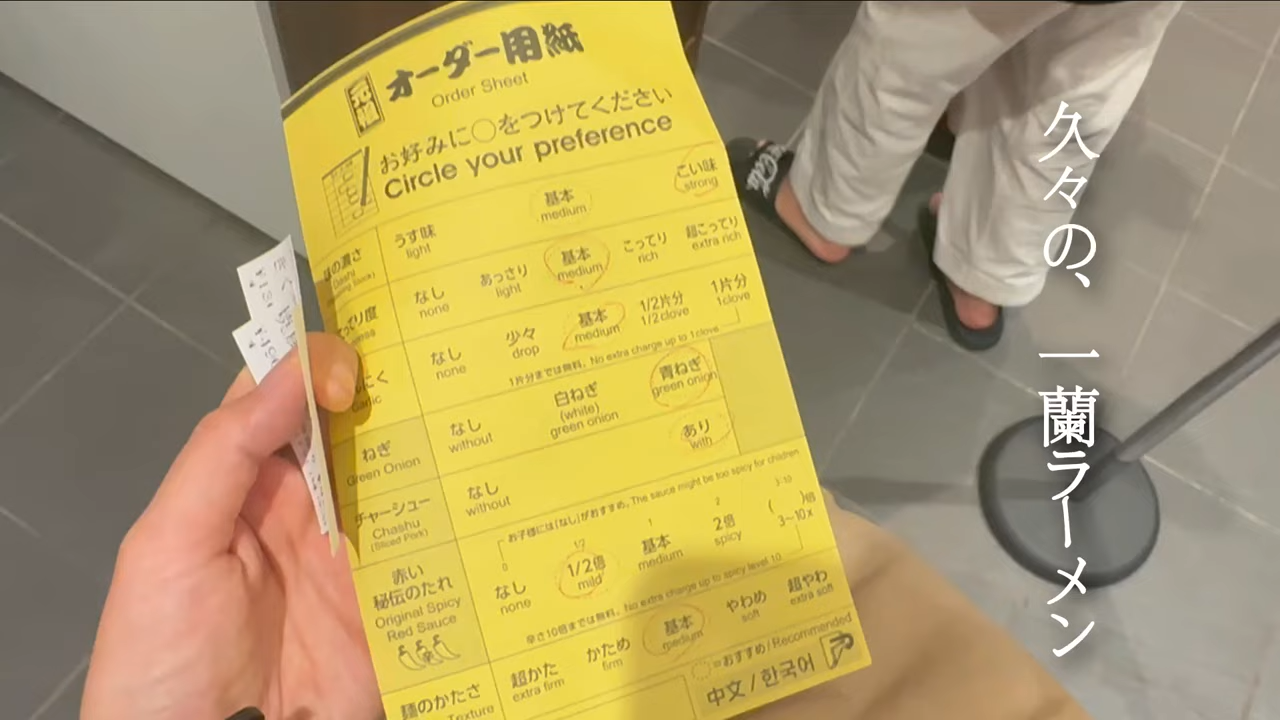 オーダー用紙
Order Sheet
お好みに○をつけてください
Circle your preference
うす味 基本 こい味
light medium strong
なし あっさり 基本 こってり 超こってり
none light medium rich extra rich
なし 少々 基本 1/2片分 1片分
none drop medium 1/2clove 1clove
1片分までは無料。No extra charge up to 1clove
ねぎ なし 白ねぎ 青ねぎ
Green Onion without (white) green onion green onion
チャーシュー なし あり
Chashu without with
(Sliced Pork)
お子様には「なし」がおすすめ。The sauce might be too spicy for children
赤い
秘伝のたれ
Original Spicy
Red Sauce
0 1/2 1 2 3~10
なし 1/2倍 基本 2倍 ( )倍
none mild medium spicy 3~10x
辛さ10倍までは無料。No extra charge up to spicy level 10
麺のかたさ 超かた かため 基本 やわめ 超やわ
Texture extra firm firm medium soft extra soft
=おすすめ/Recommended
中文/한국어
久々の、一蘭ラーメン